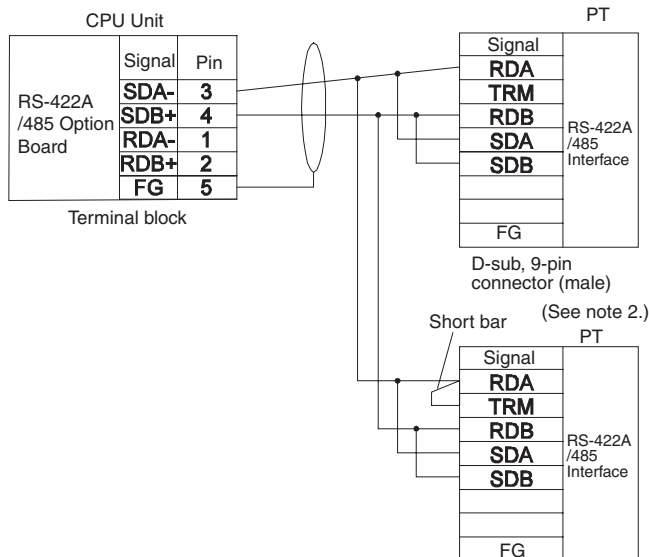 CPU Unit
RS-422A
/485 Option
Board
Signal Pin
SDA- 3
SDB+ 4
RDA- 1
RDB+ 2
FG 5
Terminal block
PT
Signal
RDA
TRM
RDB
SDA
SDB
FG
RS-422A
/485
Interface
D-sub, 9-pin
connector (male)
(See note 2.)
Short bar
PT
Signal
RDA
TRM
RDB
SDA
SDB
FG
RS-422A
/485
Interface